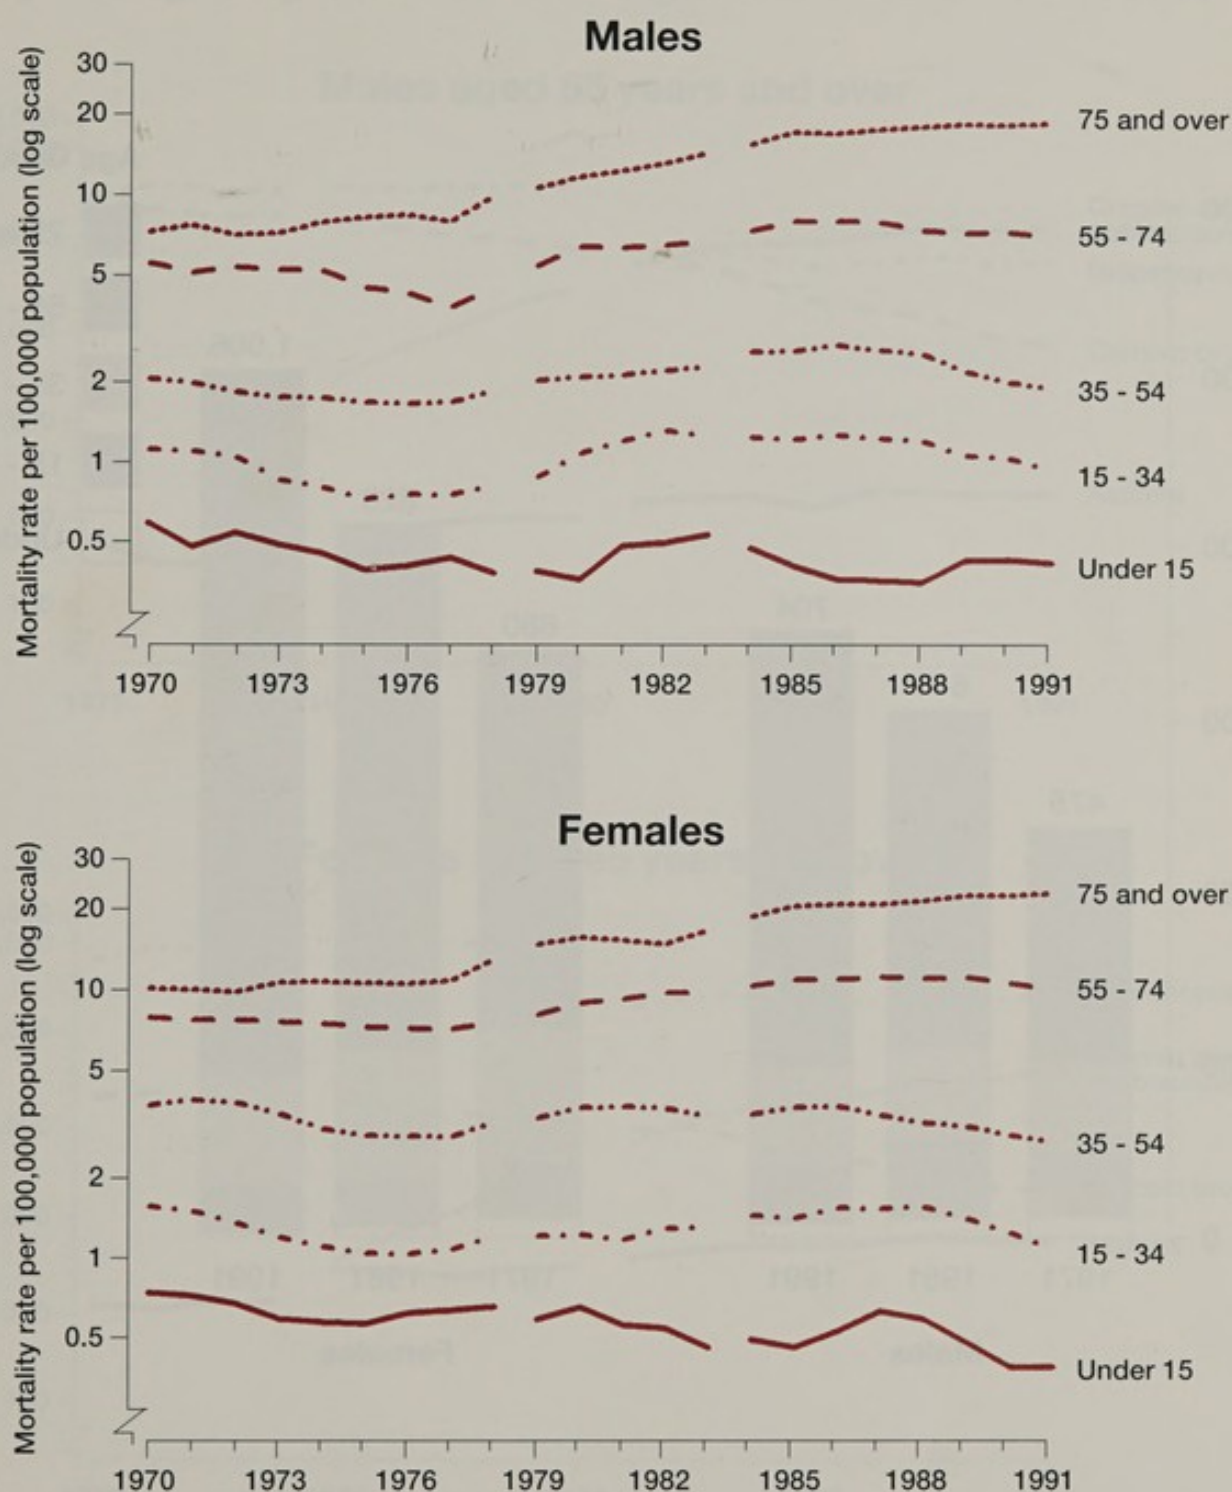 Males
Mortality rate per 100,000 population (log scale)
30
20
10
5
2
1
0.5
75 and over
55 - 74
35 - 54
15 - 34
Under 15
1970 1973 1976 1979 1982 1985 1988 1991
Females
Mortality rate per 100,000 population (log scale)
30
20
10
5
2
1
0.5
75 and over
55 - 74
35 - 54
15 - 34
Under 15
1970 1973 1976 1979 1982 1985 1988 1991